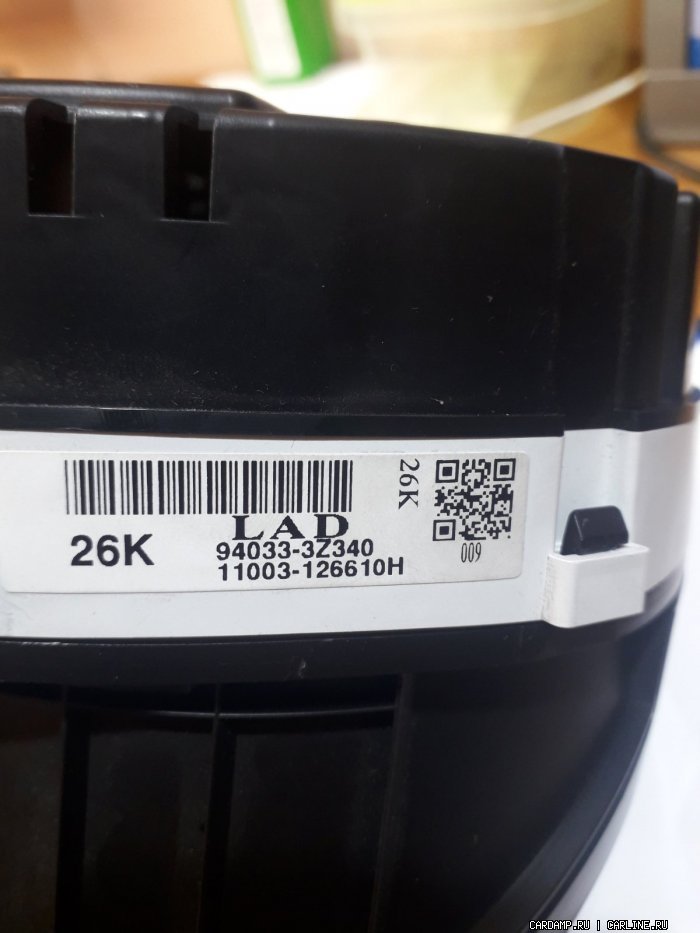 LAD
26K
94033-3Z340
11003-126610H
26K
009
CARDAMP.RU | CARLINE.RU